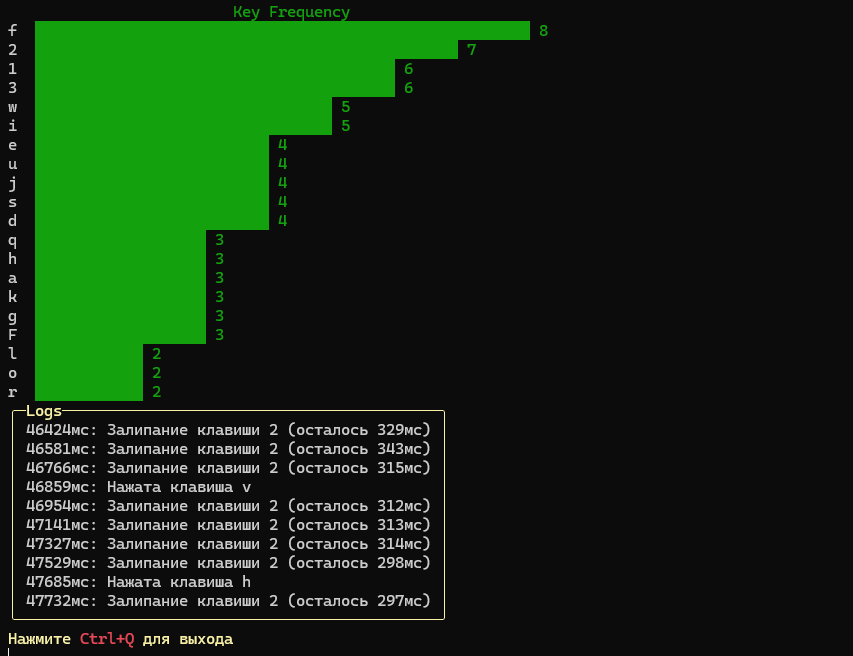 Key Frequency
f 8
2 7
1 6
3 6
w 5
i 5
e 4
u 4
j 4
s 4
d 4
q 3
h 3
a 3
k 3
g 3
F 3
l 2
o 2
r 2
Logs
46424мс: Залипание клавиши 2 (осталось 329мс)
46581мс: Залипание клавиши 2 (осталось 343мс)
46766мс: Залипание клавиши 2 (осталось 315мс)
46859мс: Нажата клавиша v
46954мс: Залипание клавиши 2 (осталось 312мс)
47141мс: Залипание клавиши 2 (осталось 313мс)
47327мс: Залипание клавиши 2 (осталось 314мс)
47529мс: Залипание клавиши 2 (осталось 298мс)
47685мс: Нажата клавиша h
47732мс: Залипание клавиши 2 (осталось 297мс)
Нажмите Ctrl+Q для выхода